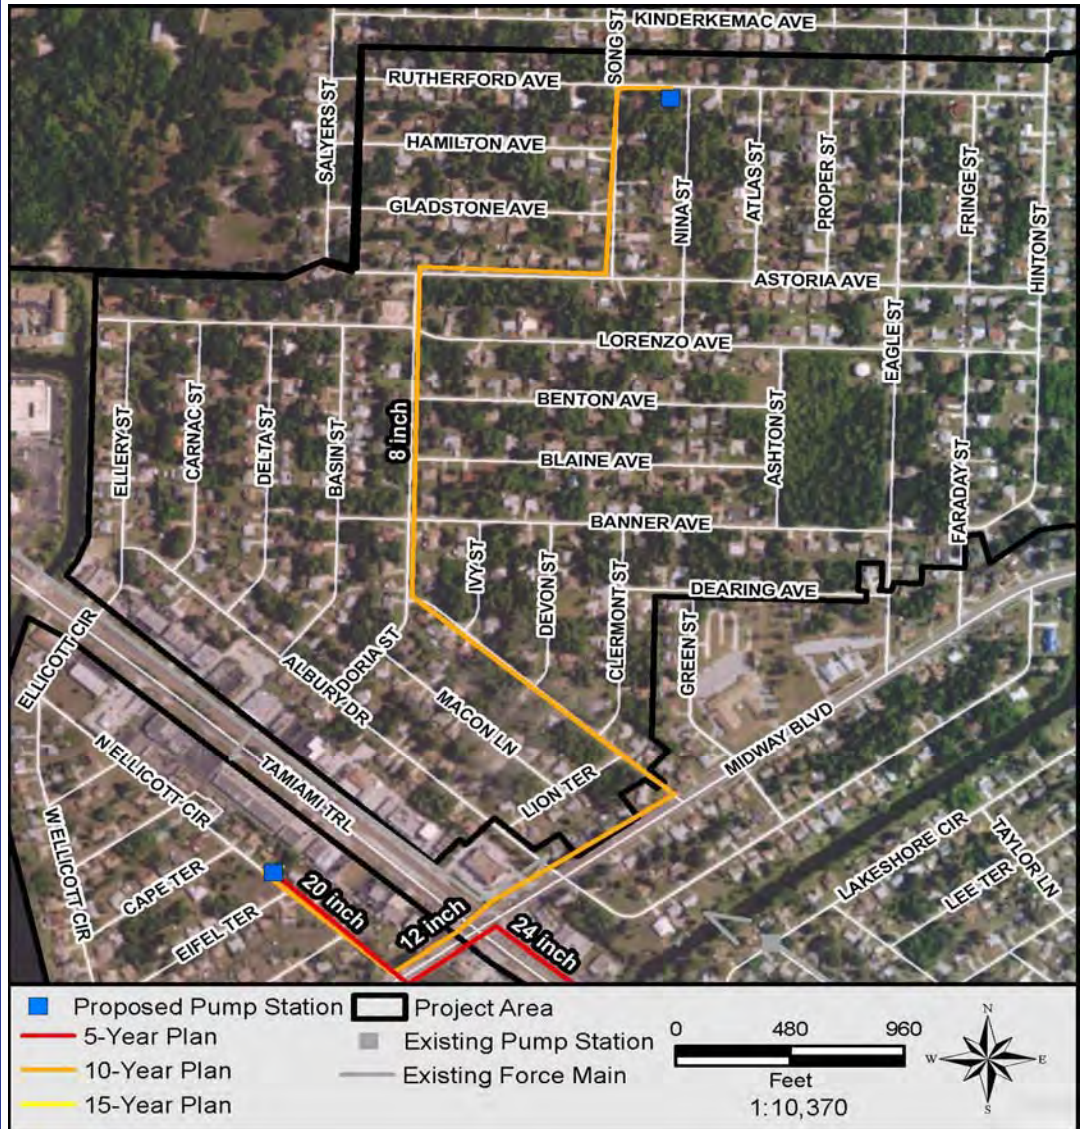 KINDERKEMAC AVE
SONG ST
RUTHERFORD AVE
SALYERS ST
HAMILTON AVE
GLADSTONE AVE
NINA ST
ATLAS ST
PROPER ST
FRINGE ST
HINTON ST
ASTORIA AVE
LORENZO AVE
EAGLE ST
BENTON AVE
ELLERY ST
CARNAC ST
DELTA ST
BASIN ST
8 inch
BLAINE AVE
ASHTON ST
FARADAY ST
BANNER AVE
IVY ST
DEVON ST
CLERMONT ST
DEARING AVE
GREEN ST
ELLICOTT CIR
ALBURY DR
DORIA ST
MACON LN
MIDWAY BLVD
N ELLICOTT CIR
TAMIAMI TRL
LION TER
W ELLICOTT CIR
CAPE TER
EIFEL TER
20 inch
12 inch
24 inch
LAKESHORE CIR
TAYLOR LN
LEE TER
Proposed Pump Station
5-Year Plan
10-Year Plan
15-Year Plan
Project Area
Existing Pump Station
Existing Force Main
0 480 960
Feet
1:10,370
N
W E
S